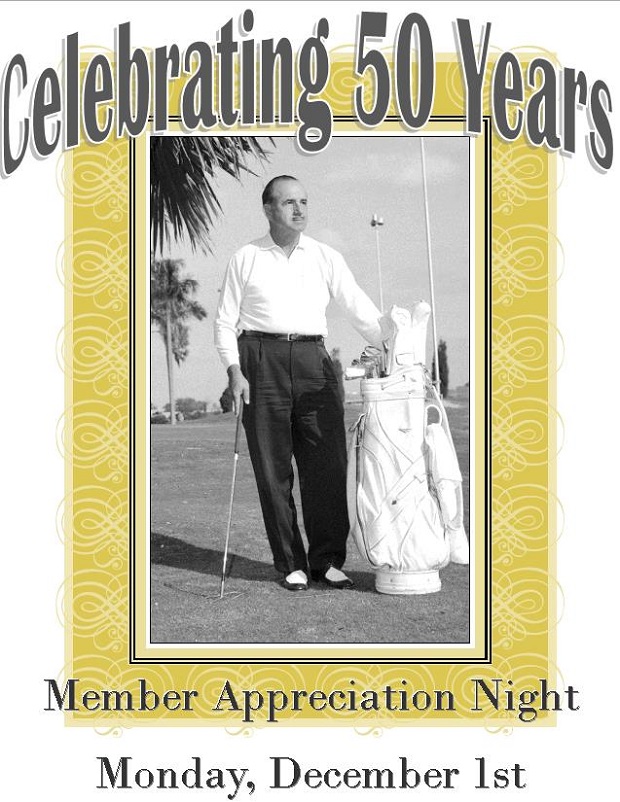 Celebrating 50 Years
Member Appreciation Night
Monday, December 1st